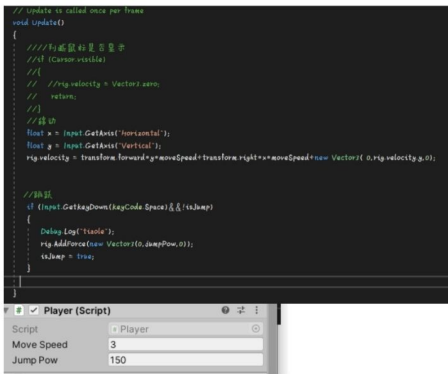 // Update is called once per frame
void Update()
{
////判断鼠标是否显示
//if (Cursor.visible)
//{
// //rig.velocity = Vector3.zero;
// return;
//}
//移动
float x = Input.GetAxis("Horizontal");
float y = Input.GetAxis("Vertical");
rig.velocity = transform.forward*y*moveSpeed+transform.right*x*moveSpeed+new Vector3( 0,rig.velocity.y,0);
//跳跃
if (Input.GetKeyDown(KeyCode.Space)&&!isJump)
{
Debug.Log("tiaole");
rig.AddForce(new Vector3(0,jumpPow,0));
isJump = true;
}
}
# Player (Script)
Script Player
Move Speed 3
Jump Pow 150